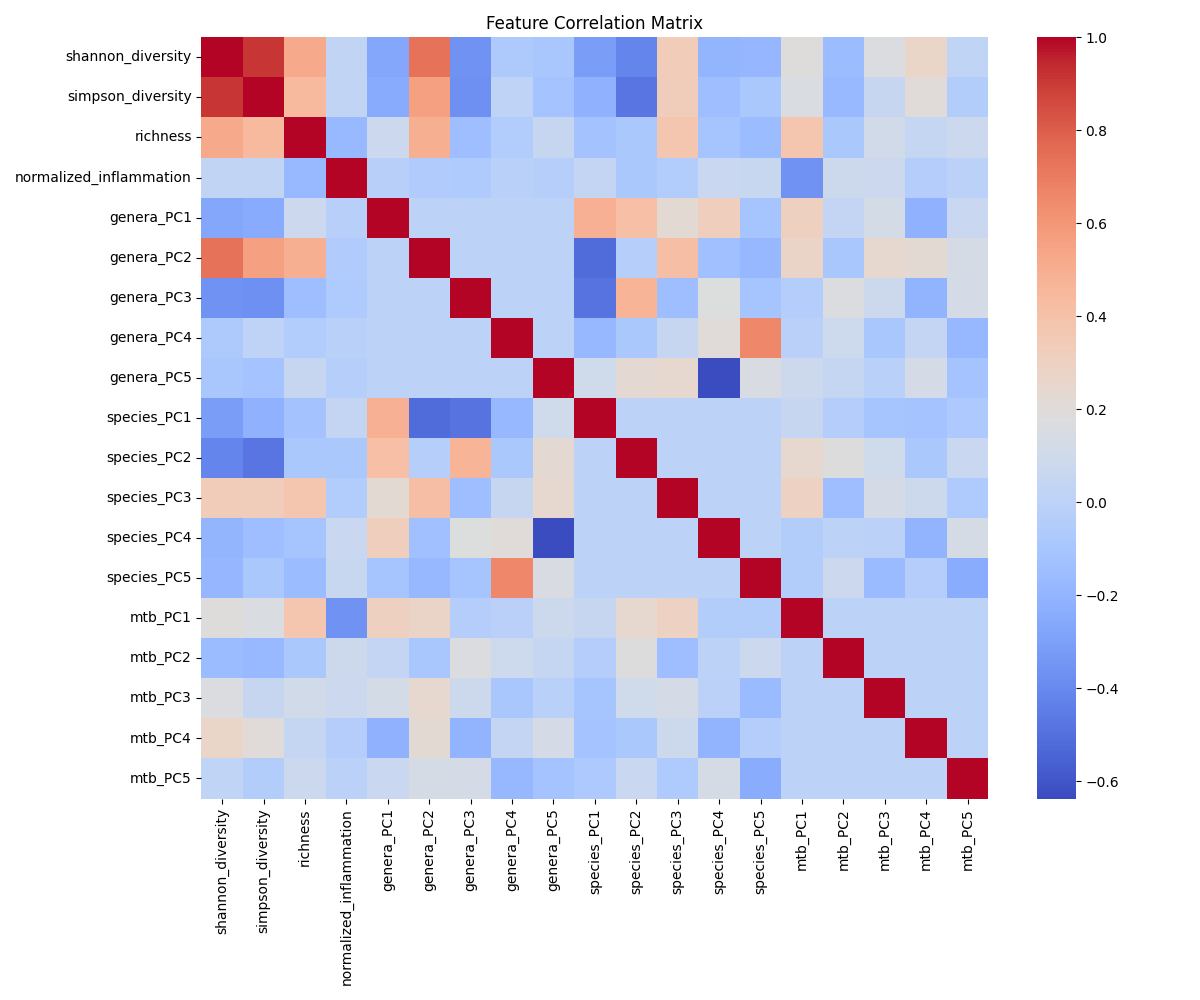 Feature Correlation Matrix
shannon_diversity
simpson_diversity
richness
normalized_inflammation
genera_PC1
genera_PC2
genera_PC3
genera_PC4
genera_PC5
species_PC1
species_PC2
species_PC3
species_PC4
species_PC5
mtb_PC1
mtb_PC2
mtb_PC3
mtb_PC4
mtb_PC5
shannon_diversity
simpson_diversity
richness
normalized_inflammation
genera_PC1
genera_PC2
genera_PC3
genera_PC4
genera_PC5
species_PC1
species_PC2
species_PC3
species_PC4
species_PC5
mtb_PC1
mtb_PC2
mtb_PC3
mtb_PC4
mtb_PC5
1.0
0.8
0.6
0.4
0.2
0.0
−0.2
−0.4
−0.6